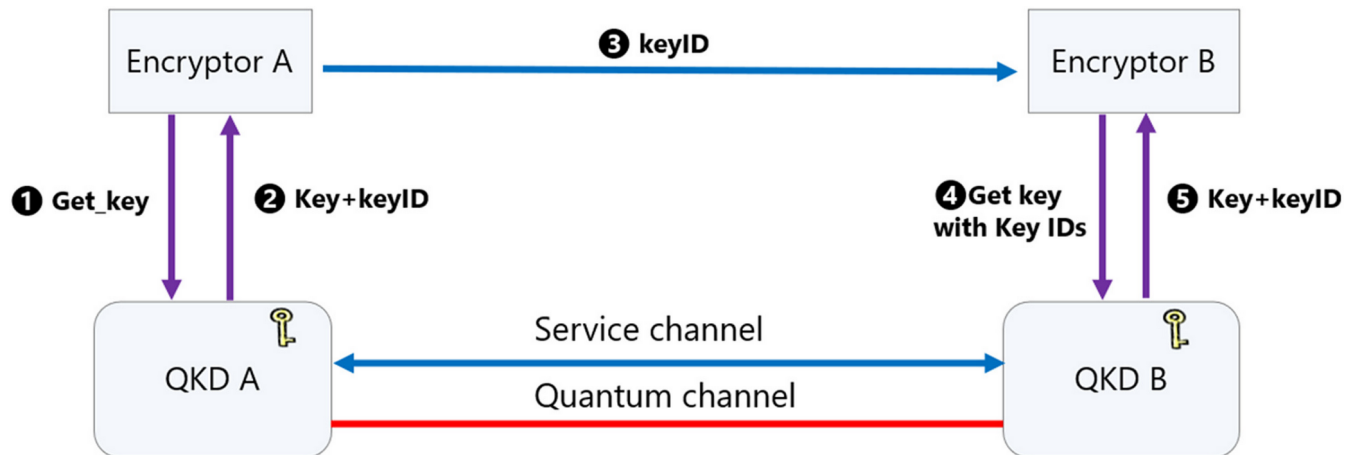 Encryptor A
❸ keyID
Encryptor B
❶ Get_key
❷ Key+keyID
❹Get key
with Key IDs
❺ Key+keyID
Service channel
QKD A
QKD B
Quantum channel